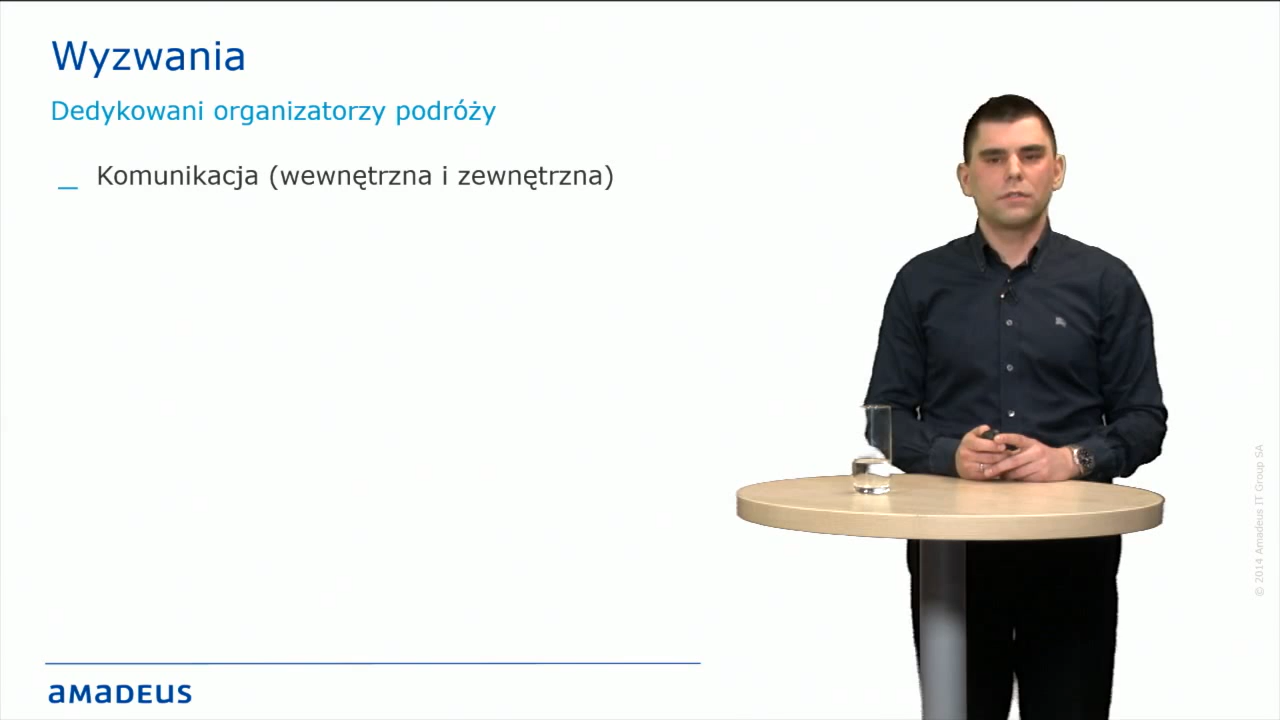 Wyzwania
Dedykowani organizatorzy podróży
_ Komunikacja (wewnętrzna i zewnętrzna)
© 2014 Amadeus IT Group SA
aMaDEUS